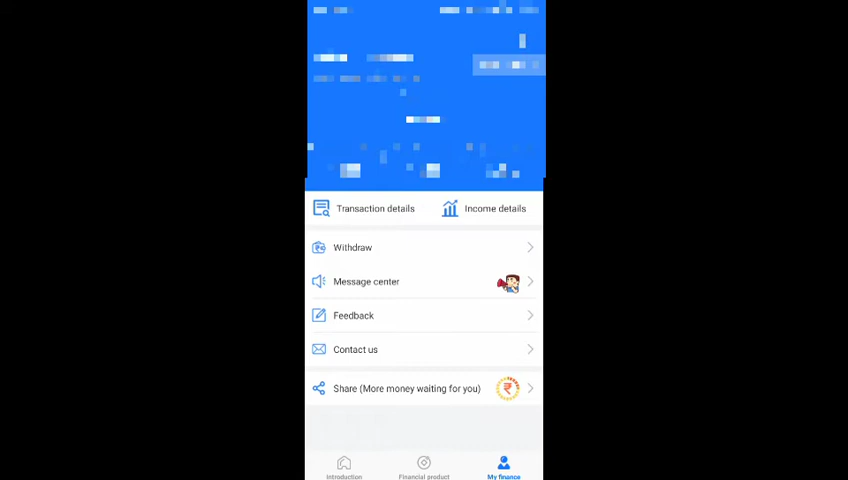 Transaction details
Income details
Withdraw
Message center
Feedback
Contact us
Share (More money waiting for you)
Introduction
Financial product
My finance